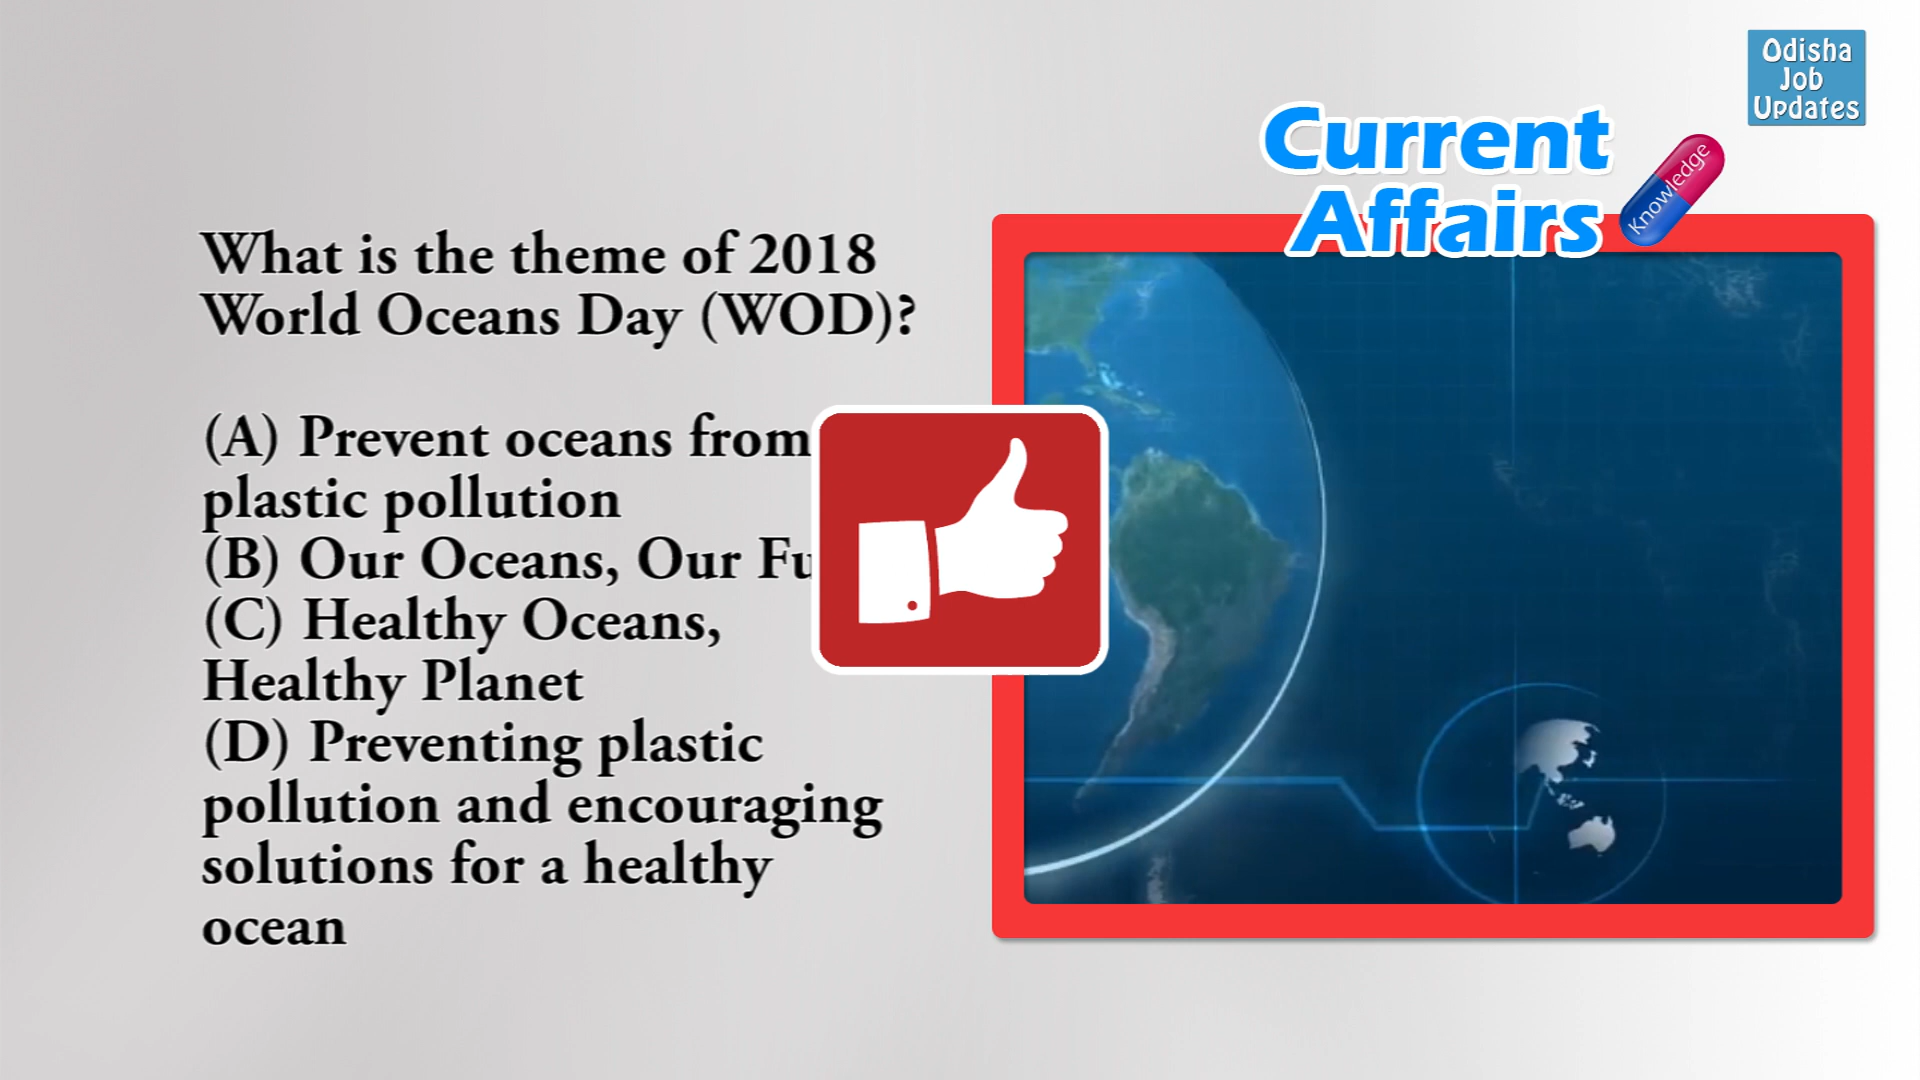 Odisha
Job
Updates
Current
Affairs
Knowledge
What is the theme of 2018
World Oceans Day (WOD)?
(A) Prevent oceans from
plastic pollution
(B) Our Oceans, Our
(C) Healthy Oceans,
Healthy Planet
(D) Preventing plastic
pollution and encouraging
solutions for a healthy
ocean